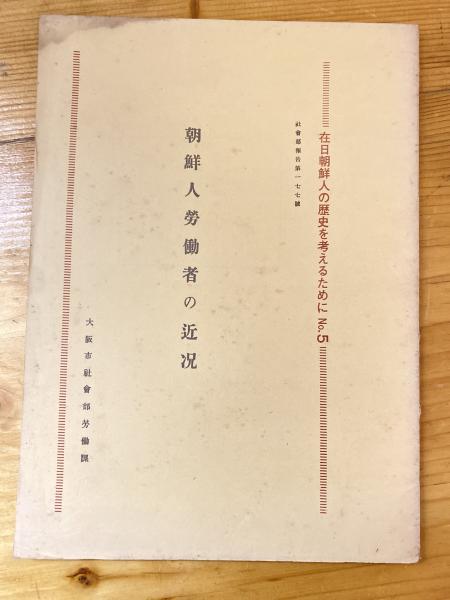 在日朝鮮人の歴史を考えるために No.5
社會部報告第一七七號
朝鮮人勞働者の近况
大阪市社會部労働課